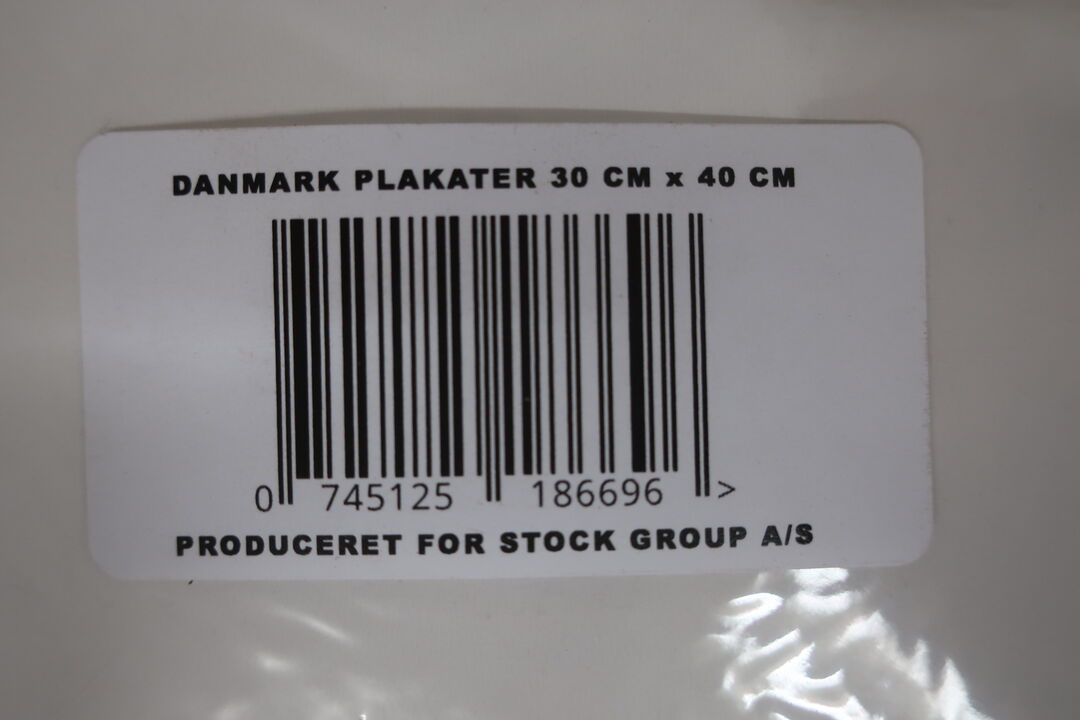 DANMARK PLAKATER 30 CM x 40 CM
0 745125 186696 >
PRODUCERET FOR STOCK GROUP A/S